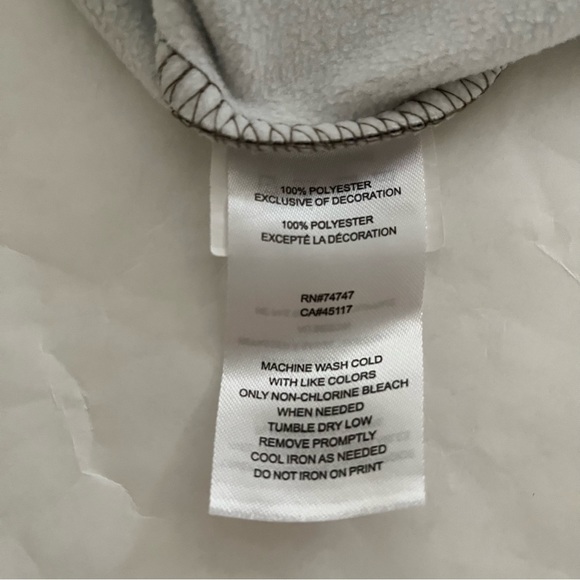 100% POLYESTER
EXCLUSIVE OF DECORATION
100% POLYESTER
EXCEPTÉ LA DÉCORATION
RN#74747
CA#45117
MACHINE WASH COLD
WITH LIKE COLORS
ONLY NON-CHLORINE BLEACH
WHEN NEEDED
TUMBLE DRY LOW
REMOVE PROMPTLY
COOL IRON AS NEEDED
DO NOT IRON ON PRINT